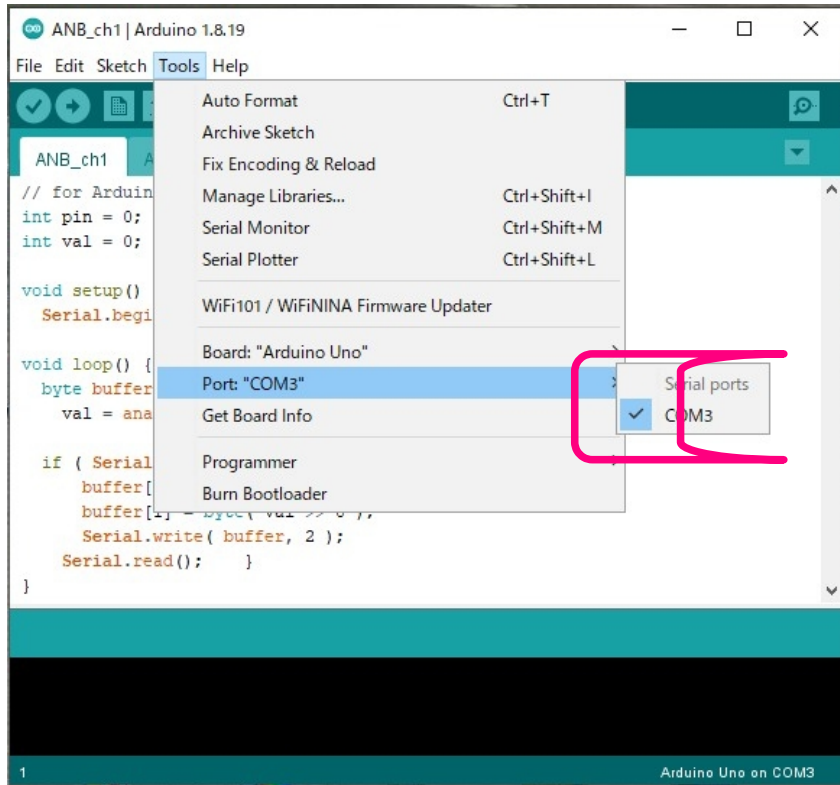 ANB_ch1 | Arduino 1.8.19
File Edit Sketch Tools Help
ANB_ch1 A
Auto Format Ctrl+T
Archive Sketch
Fix Encoding & Reload
Manage Libraries... Ctrl+Shift+I
Serial Monitor Ctrl+Shift+M
Serial Plotter Ctrl+Shift+L
WiFi101 / WiFiNINA Firmware Updater
Board: "Arduino Uno"
Port: "COM3"
Get Board Info
Programmer
Burn Bootloader
Serial ports
COM3
// for Arduin
int pin = 0;
int val = 0;
void setup()
Serial.begi
void loop() {
byte buffer
val = ana
if ( Serial
buffer[
Serial.write( buffer, 2 );
Serial.read(); }
}
1 Arduino Uno on COM3